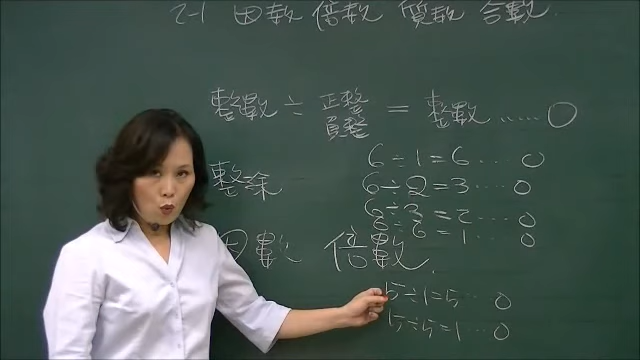 2-1 因數 倍數 質數 合數
整數 ÷ 正整 負整 = 整數 …… 0
6÷1=6 … 0
整除
6÷2=3 … 0
6÷3=2 … 0
6÷6=1 … 0
因數 倍數
5÷1=5 … 0
5÷5=1 … 0